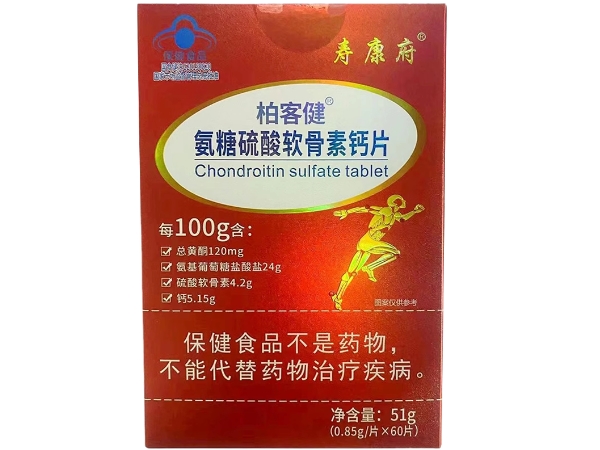 保健食品
寿康府®
柏客健®
氨糖硫酸软骨素钙片
Chondroitin sulfate tablet
每100g含:
总黄酮120mg
氨基葡萄糖盐酸盐24g
硫酸软骨素4.2g
钙5.15g
图案仅供参考
保健食品不是药物，
不能代替药物治疗疾病。
净含量: 51g
(0.85g/片×60片)